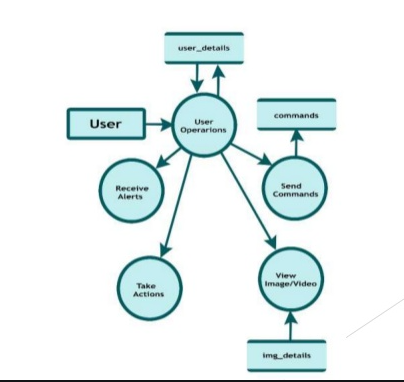 user_details
User
User
Operarions
commands
Receive
Alerts
Send
Commands
Take
Actions
View
Image/Video
img_details